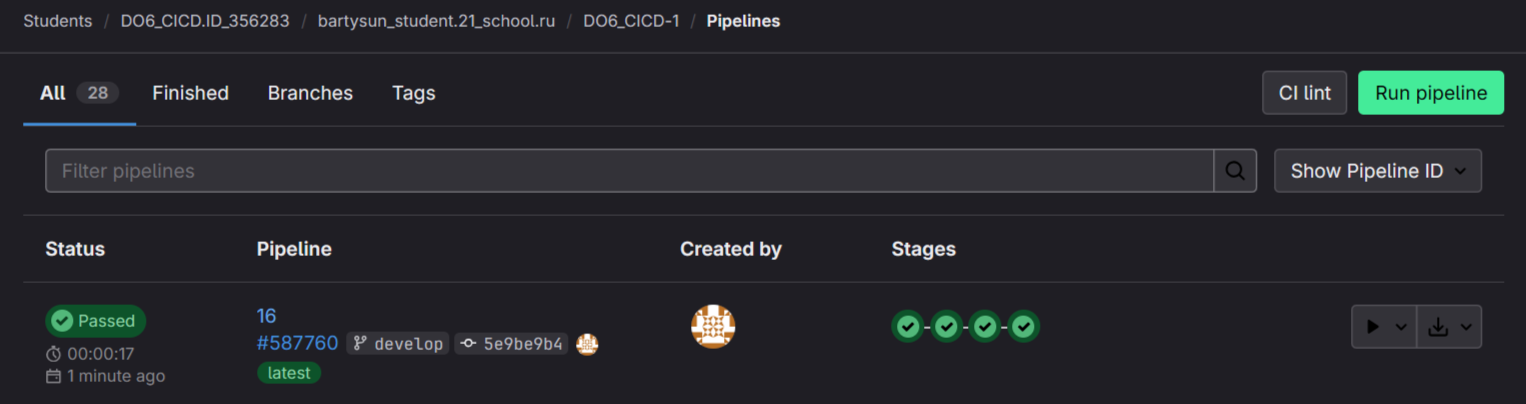 Students / DO6_CICD.ID_356283 / bartysun_student.21_school.ru / DO6_CICD-1 / Pipelines
All 28 Finished Branches Tags CI lint Run pipeline
Filter pipelines Show Pipeline ID
Status Pipeline Created by Stages
Passed 16
#587760 develop 5e9be9b4
00:00:17
latest
1 minute ago